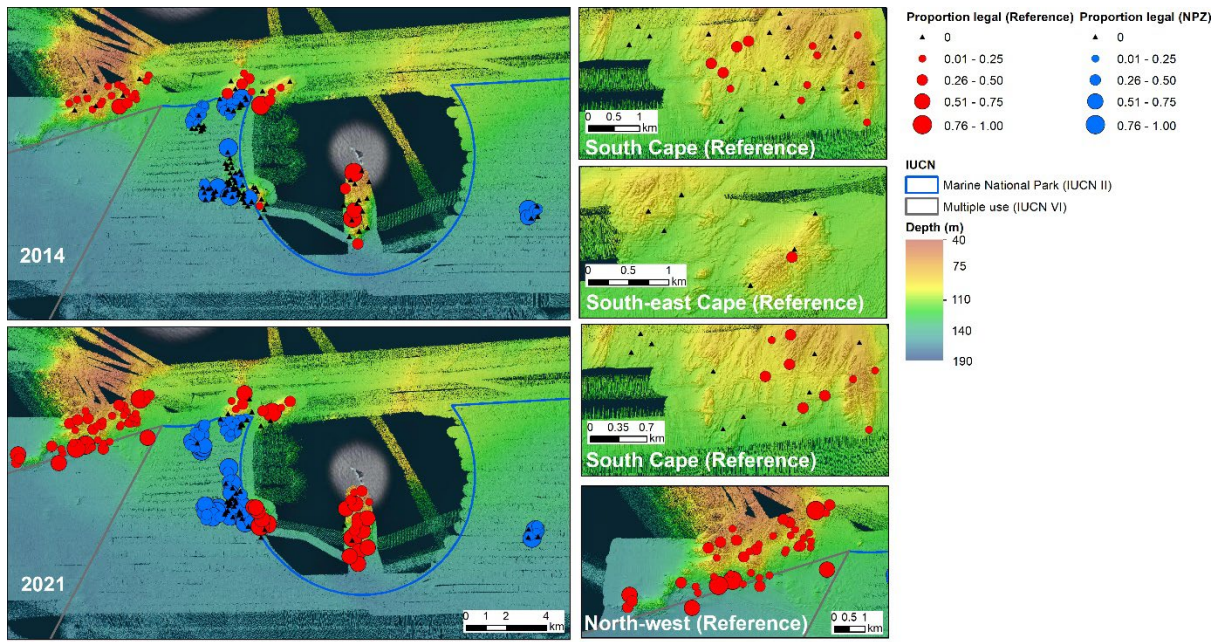 2014
0 0.5 1
km
South Cape (Reference)
0 0.5 1
km
South-east Cape (Reference)
2021
0 1 2 4
km
0 0.35 0.7
km
South Cape (Reference)
North-west (Reference)
0 0.5 1
km
Proportion legal (Reference)
0
0.01 - 0.25
0.26 - 0.50
0.51 - 0.75
0.76 - 1.00
Proportion legal (NPZ)
0
0.01 - 0.25
0.26 - 0.50
0.51 - 0.75
0.76 - 1.00
IUCN
Marine National Park (IUCN II)
Multiple use (IUCN VI)
Depth (m)
40
75
110
140
190